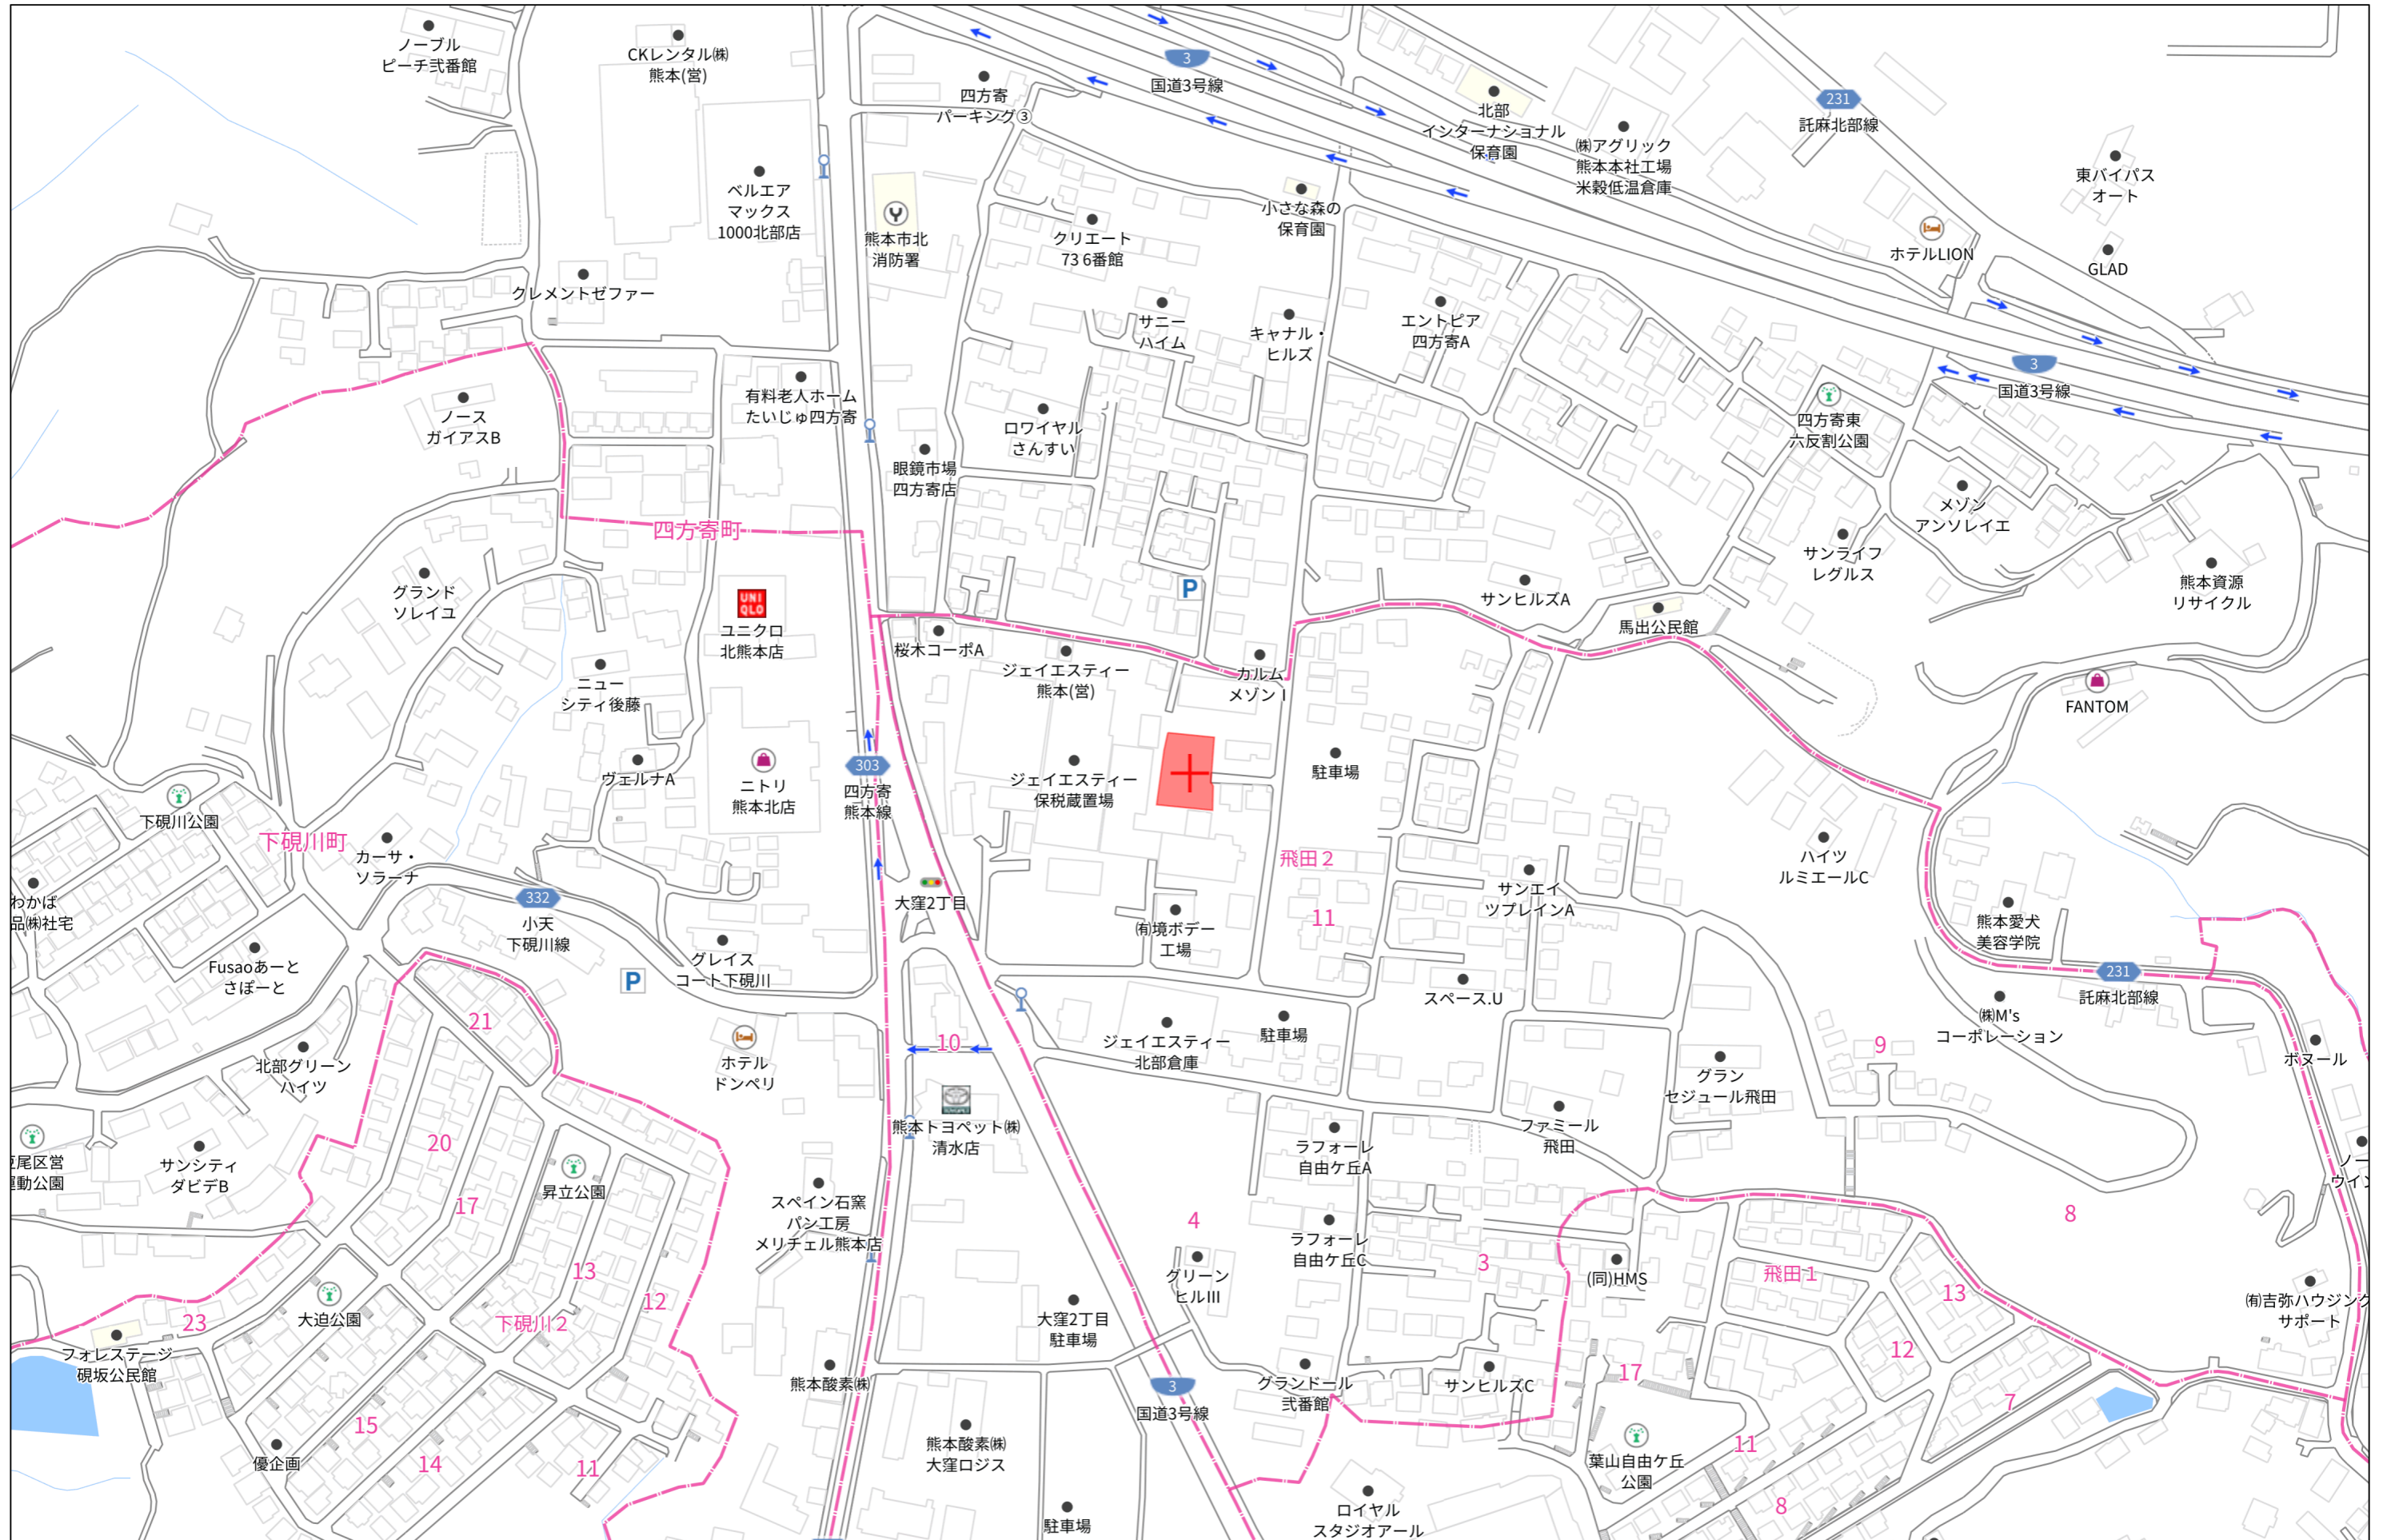 ノーブル
ピーチ弐番館
CKレンタル㈱
熊本(営)
四方寄
パーキング③
3
国道3号線
北部
インターナショナル
保育園
㈱アグリック
熊本本社工場
米穀低温倉庫
231
託麻北部線
東バイパス
オート
ベルエア
マックス
1000北部店
熊本市北
消防署
クリエート
73 6番館
小さな森の
保育園
ホテルLION
GLAD
クレメントゼファー
サニー
ハイム
キャナル・
ヒルズ
エントピア
四方寄A
3
国道3号線
有料老人ホーム
たいじゅ四方寄
ノース
ガイアスB
ロワイヤル
さんすい
四方寄東
六反割公園
眼鏡市場
四方寄店
メゾン
アンソレイエ
四方寄町
サンライフ
レグルス
グランド
ソレイユ
P
サンヒルズA
熊本資源
リサイクル
UNI
QLO
ユニクロ
北熊本店
馬出公民館
桜木コーポA
ジェイエスティー
熊本(営)
カルム
メゾンⅠ
ニュー
シティ後藤
FANTOM
ヴェルナA
ニトリ
熊本北店
303
四方寄
熊本線
ジェイエスティー
保税蔵置場
駐車場
下硯川公園
下硯川町
カーサ・
ソラーナ
飛田２
ハイツ
ルミエールC
わかば
品㈱社宅
332
小天
下硯川線
大窪2丁目
㈲境ボデー
工場
11
サンエイ
ツプレインA
熊本愛犬
美容学院
Fusaoあーと
さぽーと
グレイス
コート下硯川
P
スペース.U
231
託麻北部線
21
北部グリーン
ハイツ
ホテル
ドンペリ
10
ジェイエスティー
北部倉庫
駐車場
グラン
セジュール飛田
9
㈱M's
コーポレーション
ボヌール
20
熊本トヨペット㈱
清水店
ラフォーレ
自由ケ丘A
ファミール
飛田
サンシティ
ダビデB
昇立公園
17
スペイン石窯
パン工房
メリチェル熊本店
4
ラフォーレ
自由ケ丘C
8
13
12
グリーン
ヒルIII
3
(同)HMS
飛田１
13
23
大迫公園
下硯川２
大窪2丁目
駐車場
㈲吉弥ハウジング
サポート
フォレステージ
硯坂公民館
熊本酸素㈱
3
国道3号線
グランドール
弐番館
サンヒルズC
17
12
7
15
優企画
14
11
熊本酸素㈱
大窪ロジス
葉山自由ケ丘
公園
11
8
駐車場
ロイヤル
スタジオアール